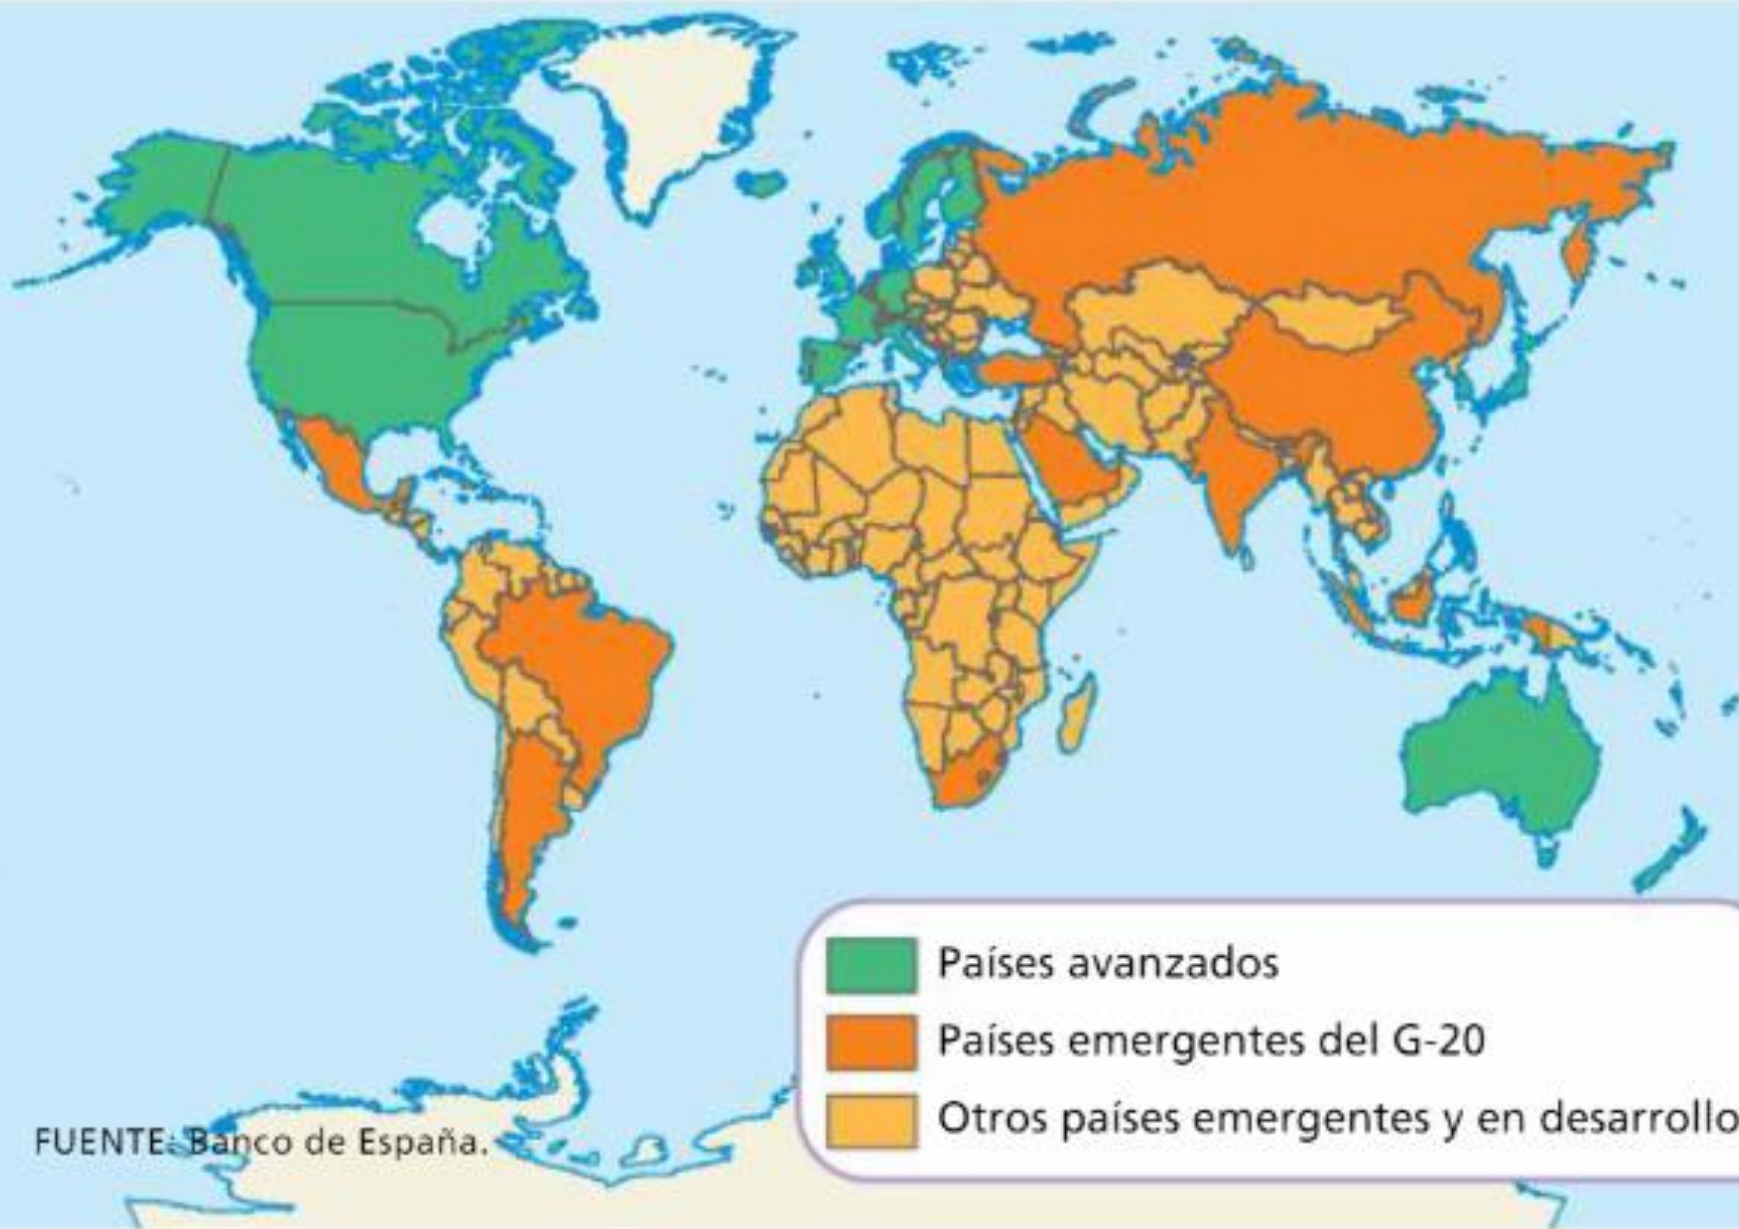 Países avanzados
Países emergentes del G-20
Otros países emergentes y en desarrollo
FUENTE: Banco de España.